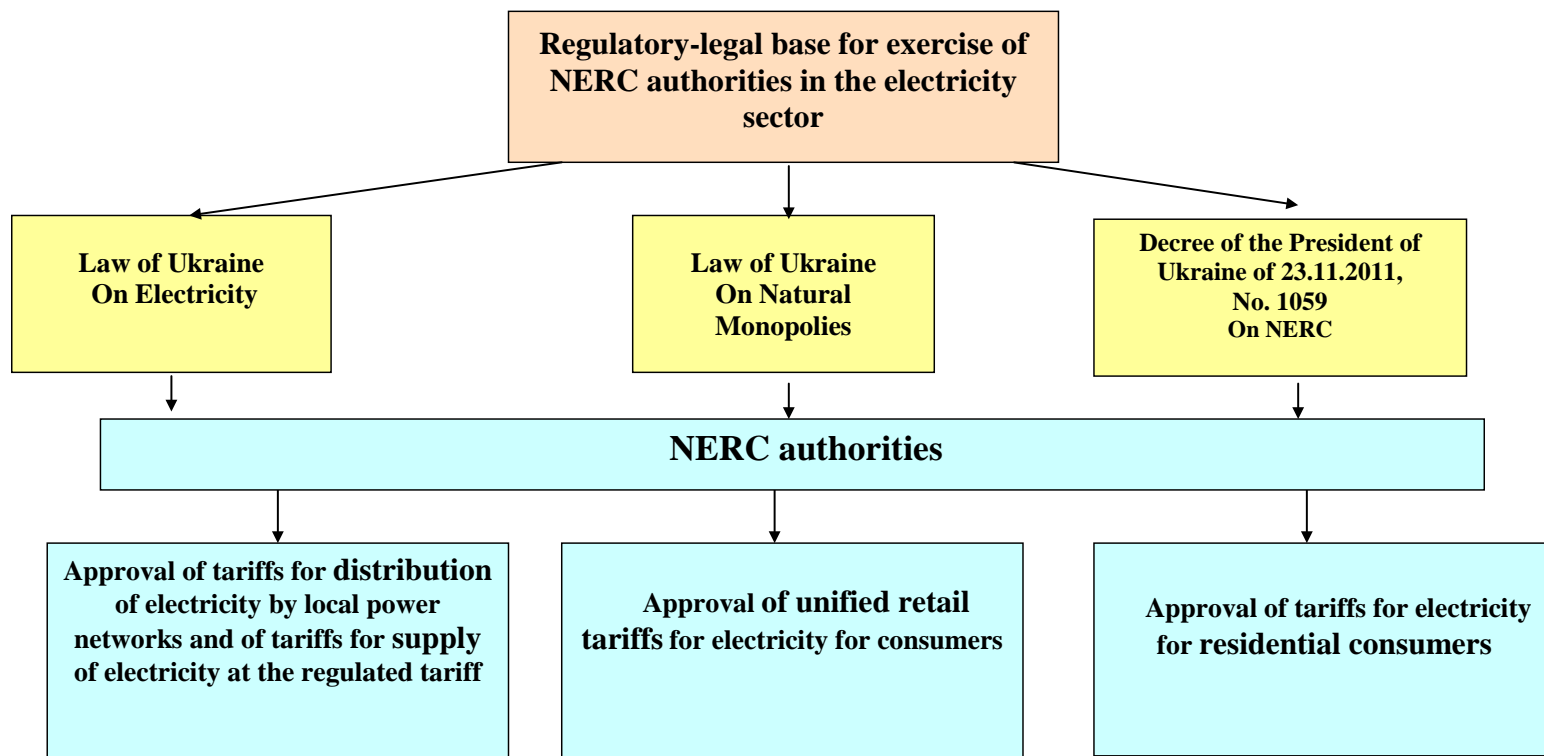 Regulatory-legal base for exercise of
NERC authorities in the electricity
sector
Law of Ukraine
On Electricity
Law of Ukraine
On Natural
Monopolies
Decree of the President of
Ukraine of 23.11.2011,
No. 1059
On NERC
NERC authorities
Approval of tariffs for distribution
of electricity by local power
networks and of tariffs for supply
of electricity at the regulated tariff
Approval of unified retail
tariffs for electricity for consumers
Approval of tariffs for electricity
for residential consumers